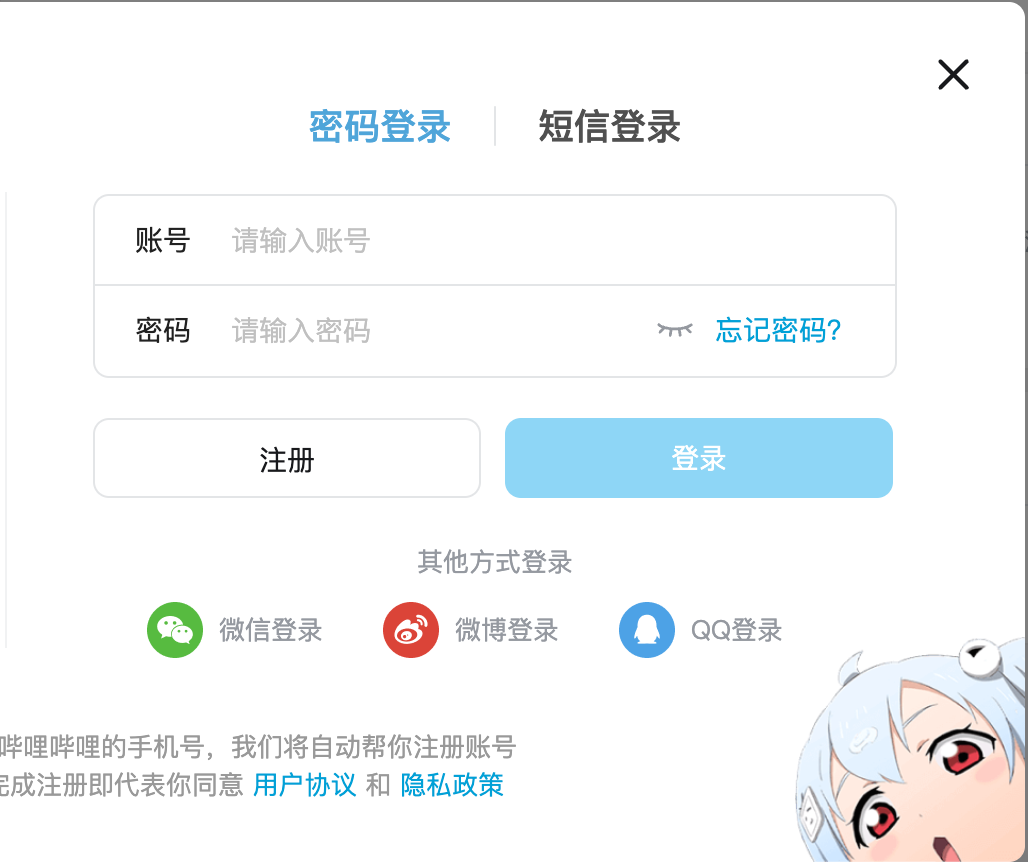 密码登录 短信登录
账号 请输入账号
密码 请输入密码 忘记密码?
注册 登录
其他方式登录
微信登录 微博登录 QQ登录
哔哩哔哩的手机号，我们将自动帮你注册账号
完成注册即代表你同意 用户协议 和 隐私政策